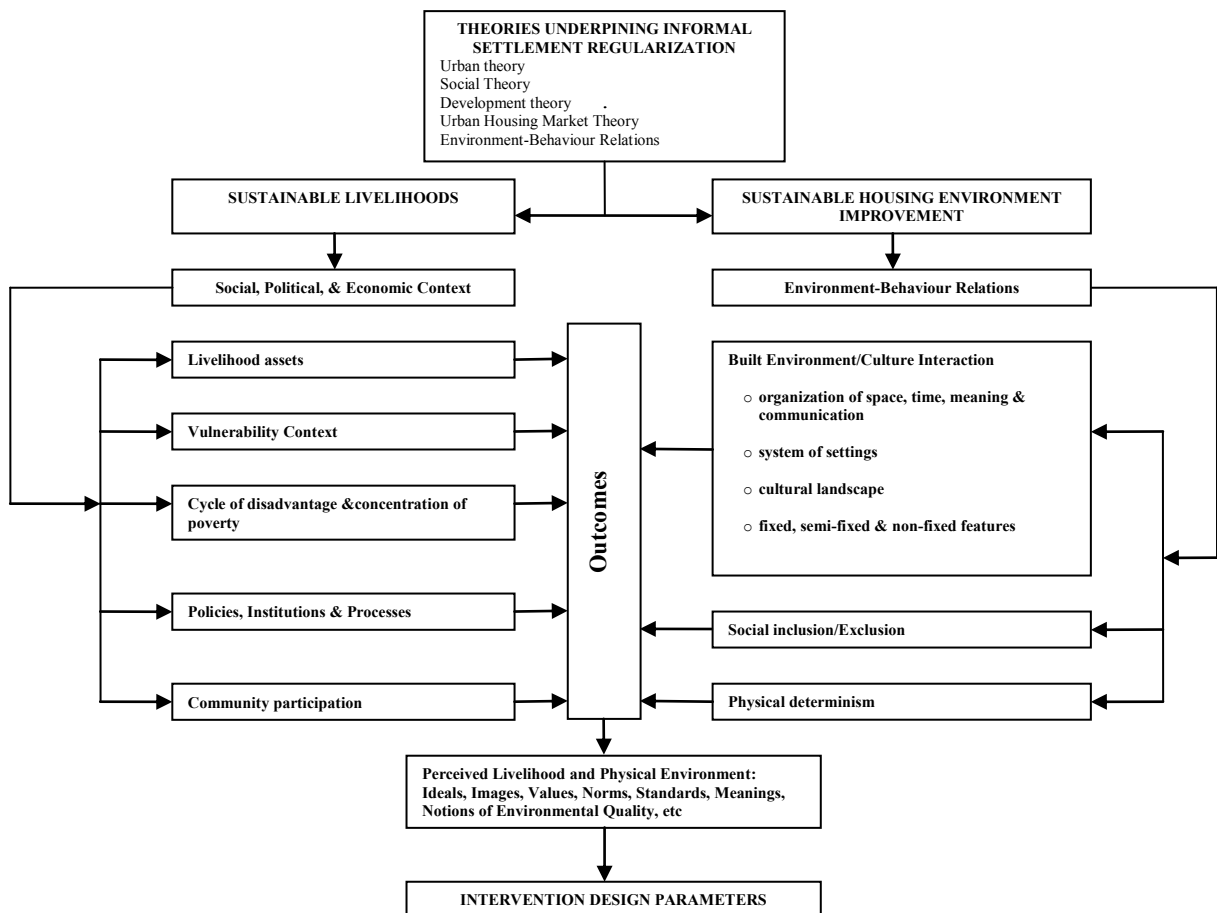 THEORIES UNDERPINING INFORMAL
SETTLEMENT REGULARIZATION
Urban theory
Social Theory
Development theory .
Urban Housing Market Theory
Environment-Behaviour Relations
SUSTAINABLE LIVELIHOODS
SUSTAINABLE HOUSING ENVIRONMENT
IMPROVEMENT
Social, Political, & Economic Context
Environment-Behaviour Relations
Livelihood assets
Vulnerability Context
Cycle of disadvantage &concentration of
poverty
Policies, Institutions & Processes
Community participation
Outcomes
Built Environment/Culture Interaction
o organization of space, time, meaning &
communication
o system of settings
o cultural landscape
o fixed, semi-fixed & non-fixed features
Social inclusion/Exclusion
Physical determinism
Perceived Livelihood and Physical Environment:
Ideals, Images, Values, Norms, Standards, Meanings,
Notions of Environmental Quality, etc
INTERVENTION DESIGN PARAMETERS